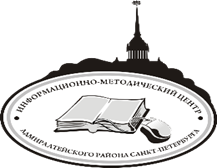 • ИНФОРМАЦИОННО-МЕТОДИЧЕСКИЙ ЦЕНТР •
АДМИРАЛТЕЙСКОГО РАЙОНА САНКТ-ПЕТЕРБУРГА